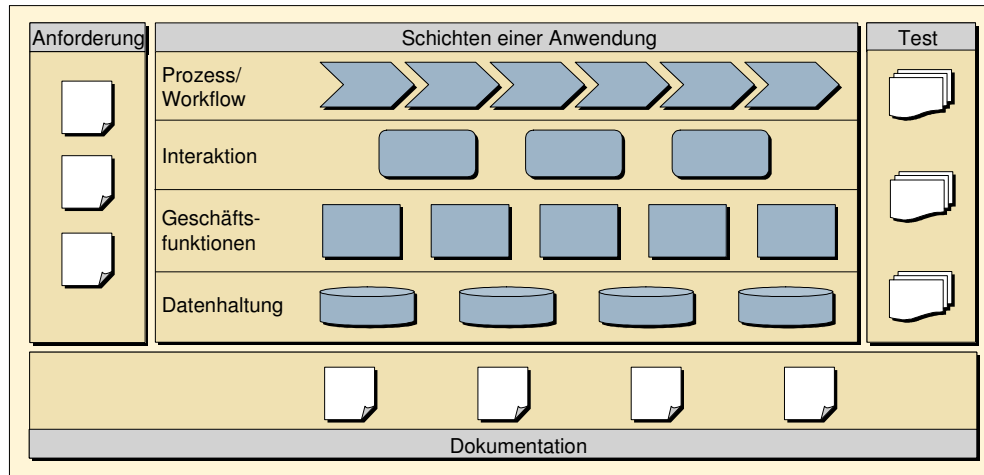 Anforderung
Schichten einer Anwendung
Test
Prozess/
Workflow
Interaktion
Geschäfts-
funktionen
Datenhaltung
Dokumentation